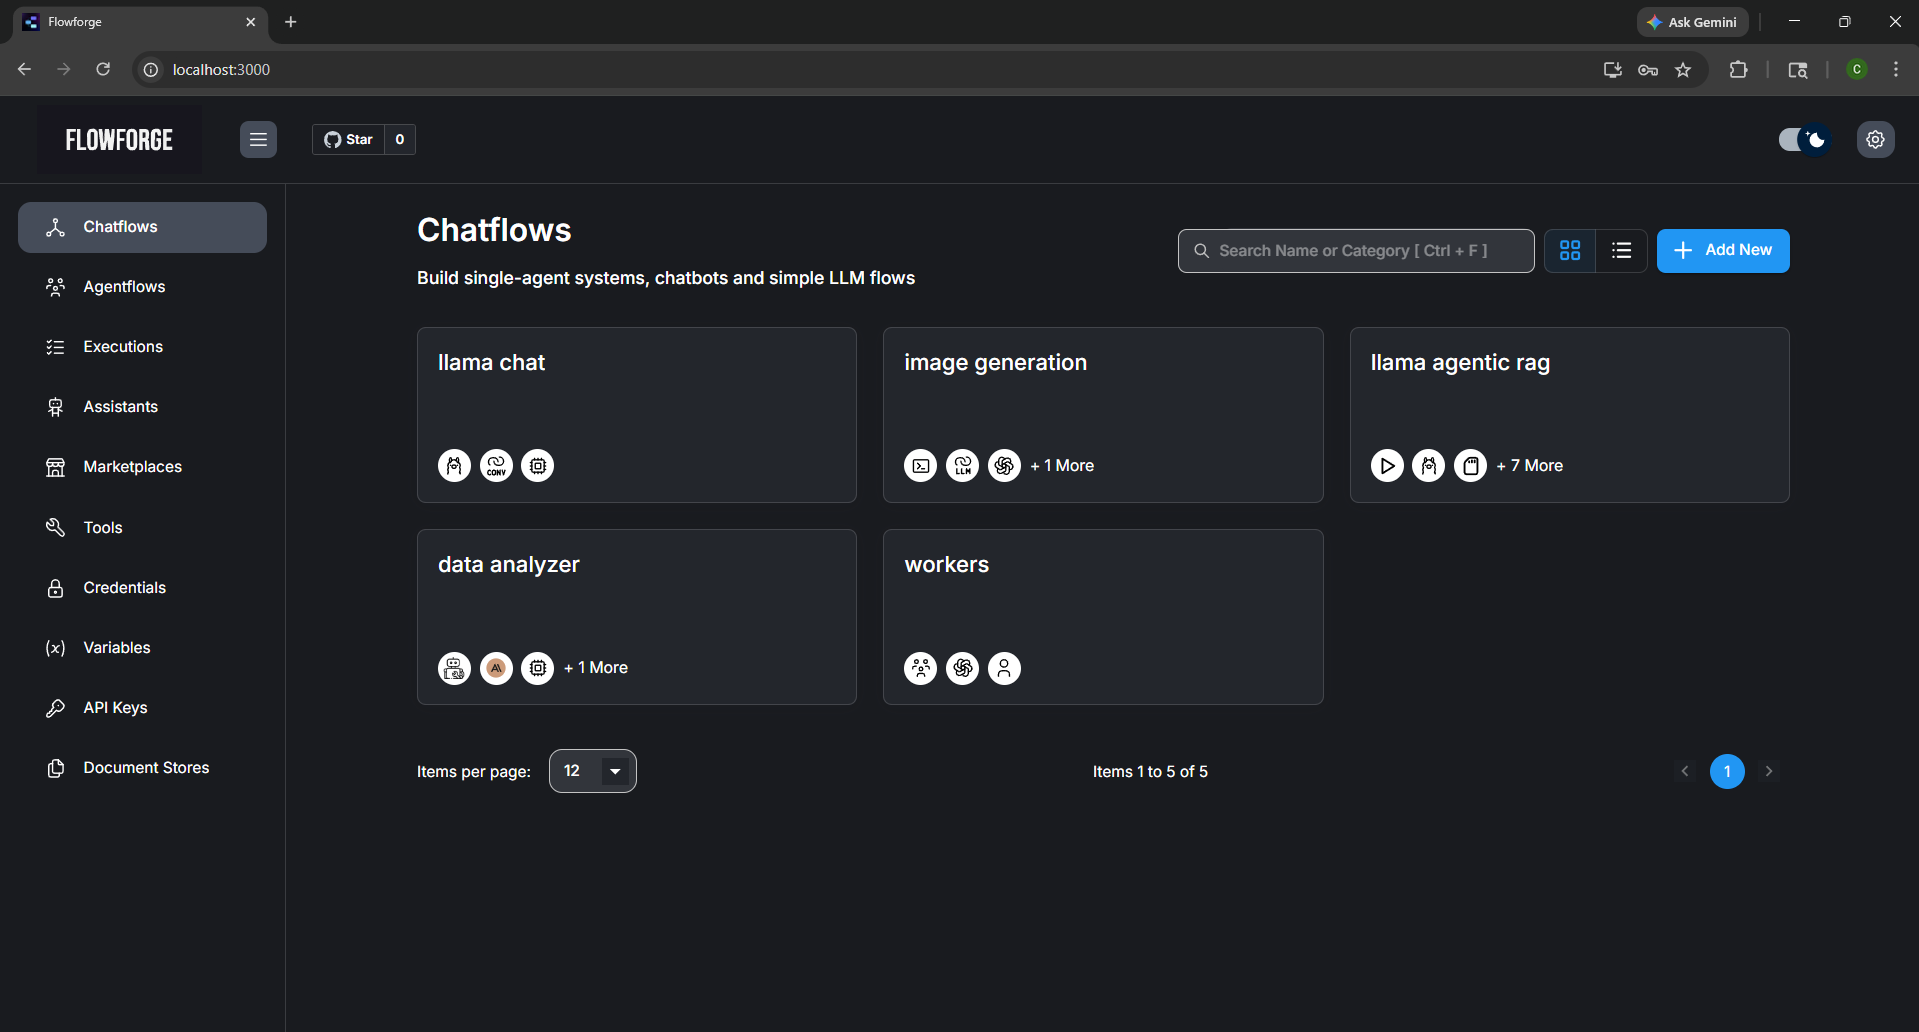 Flowforge
Ask Gemini
localhost:3000
C
FLOWFORGE
Star 0
Chatflows
Agentflows
Executions
Assistants
Marketplaces
Tools
Credentials
(x) Variables
API Keys
Document Stores
Chatflows
Build single-agent systems, chatbots and simple LLM flows
Search Name or Category [ Ctrl + F ]
Add New
llama chat
CONV
image generation
LLM
+ 1 More
llama agentic rag
+ 7 More
data analyzer
A\
+ 1 More
workers
Items per page: 12
Items 1 to 5 of 5
1